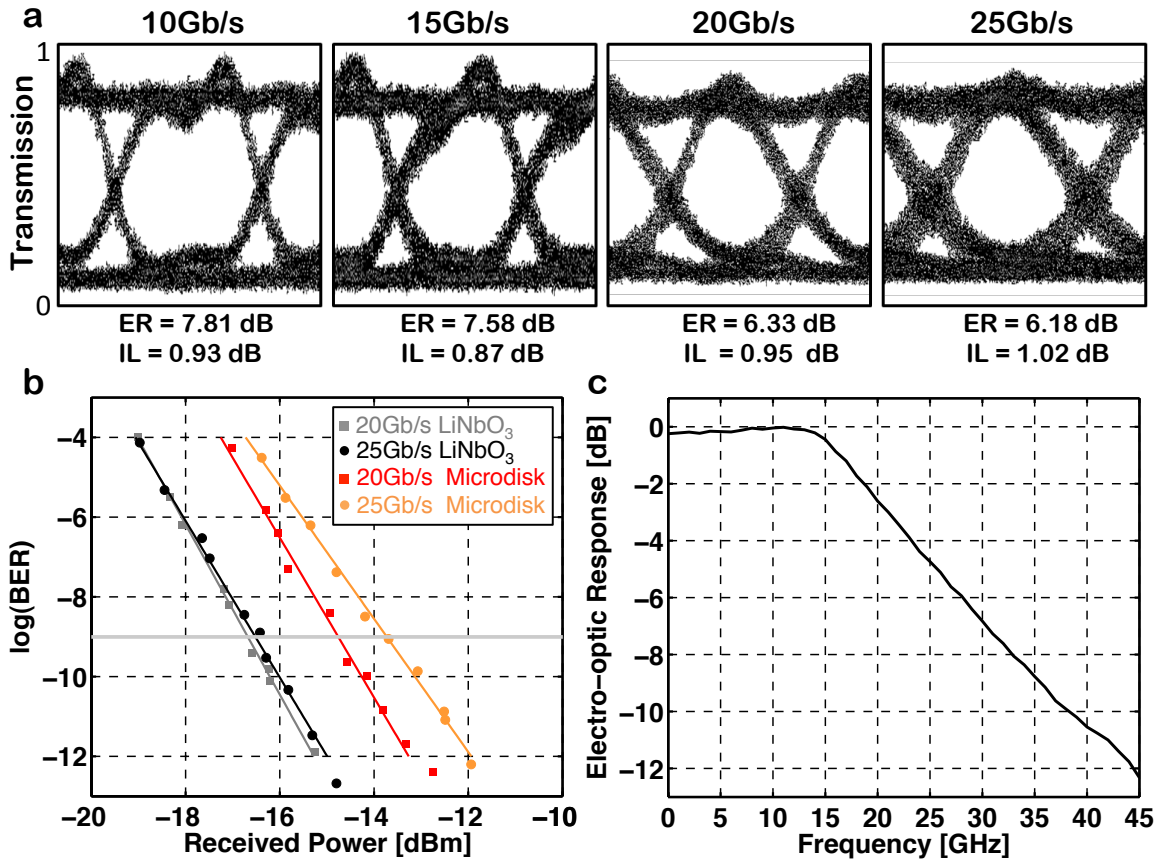 a
10Gb/s 15Gb/s 20Gb/s 25Gb/s
1
Transmission
0
ER = 7.81 dB ER = 7.58 dB ER = 6.33 dB ER = 6.18 dB
IL = 0.93 dB IL = 0.87 dB IL = 0.95 dB IL = 1.02 dB
b
−4
−6
−8
−10
−12
log(BER)
20Gb/s LiNbO₃
25Gb/s LiNbO₃
20Gb/s Microdisk
25Gb/s Microdisk
−20 −18 −16 −14 −12 −10
Received Power [dBm]
c
0
−2
−4
−6
−8
−10
−12
Electro-optic Response [dB]
0 5 10 15 20 25 30 35 40 45
Frequency [GHz]